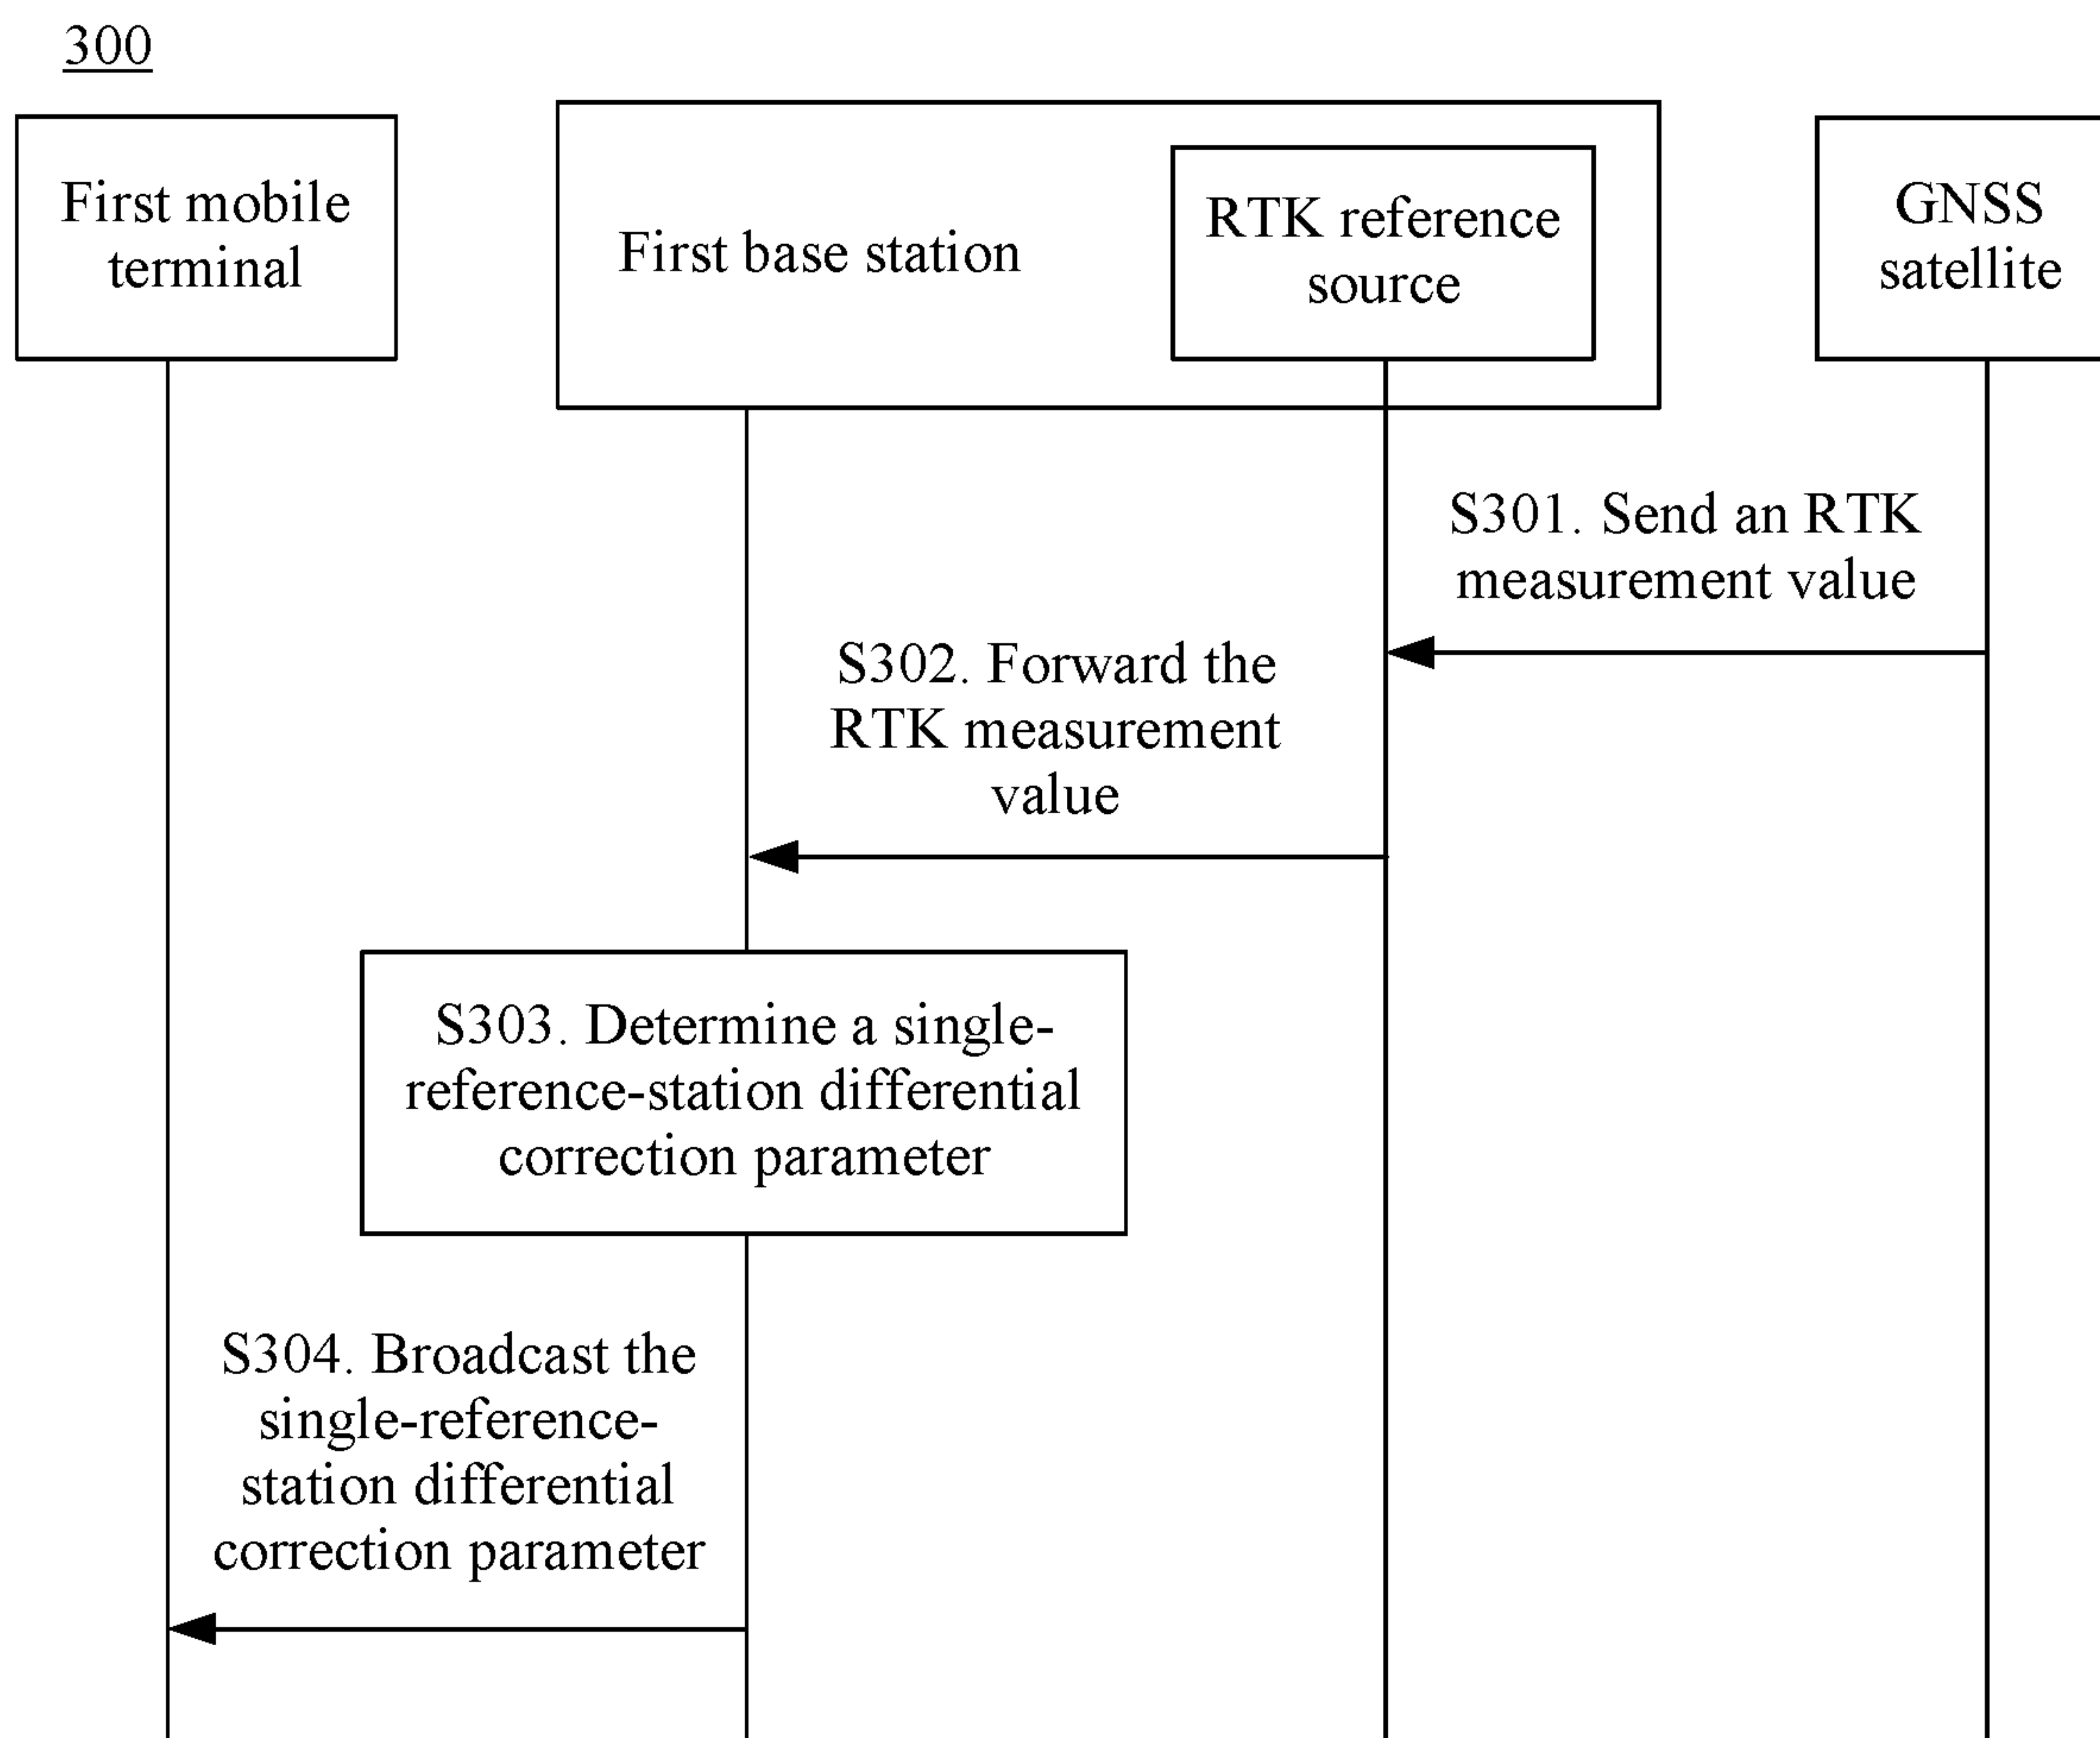 300
First mobile
terminal
First base station
RTK reference
source
GNSS
satellite
S301. Send an RTK
measurement value
S302. Forward the
RTK measurement
value
S303. Determine a single-
reference-station differential
correction parameter
S304. Broadcast the
single-reference-
station differential
correction parameter